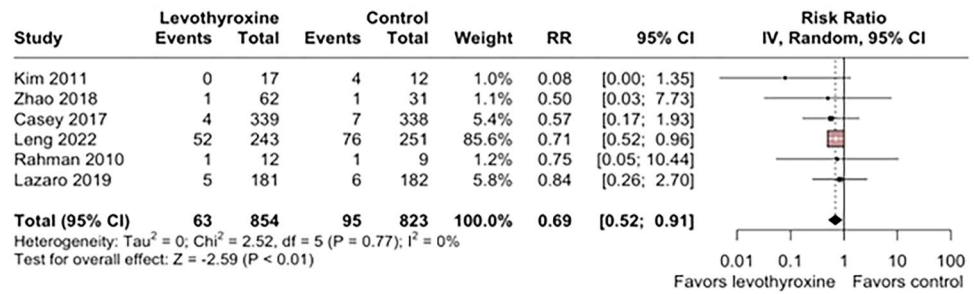 Levothyroxine Control Risk Ratio
Study Events Total Events Total Weight RR 95% CI IV, Random, 95% CI
Kim 2011 0 17 4 12 1.0% 0.08 [0.00; 1.35]
Zhao 2018 1 62 1 31 1.1% 0.50 [0.03; 7.73]
Casey 2017 4 339 7 338 5.4% 0.57 [0.17; 1.93]
Leng 2022 52 243 76 251 85.6% 0.71 [0.52; 0.96]
Rahman 2010 1 12 1 9 1.2% 0.75 [0.05; 10.44]
Lazaro 2019 5 181 6 182 5.8% 0.84 [0.26; 2.70]
Total (95% CI) 63 854 95 823 100.0% 0.69 [0.52; 0.91]
Heterogeneity: Tau² = 0; Chi² = 2.52, df = 5 (P = 0.77); I² = 0%
Test for overall effect: Z = -2.59 (P < 0.01)
0.01 0.1 1 10 100
Favors levothyroxine Favors control